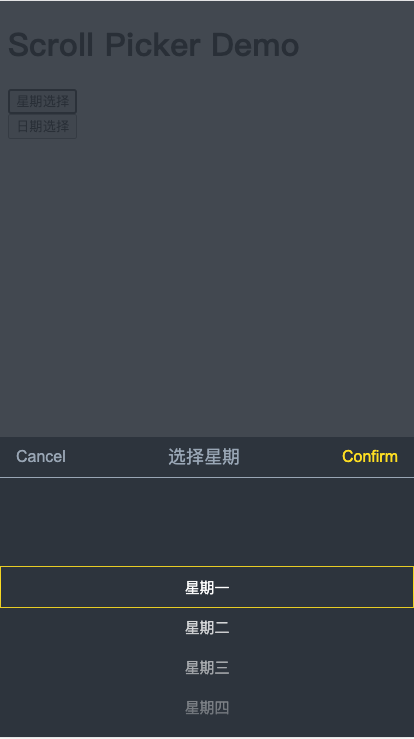 Scroll Picker Demo
星期选择
日期选择
Cancel 选择星期 Confirm
星期一
星期二
星期三
星期四